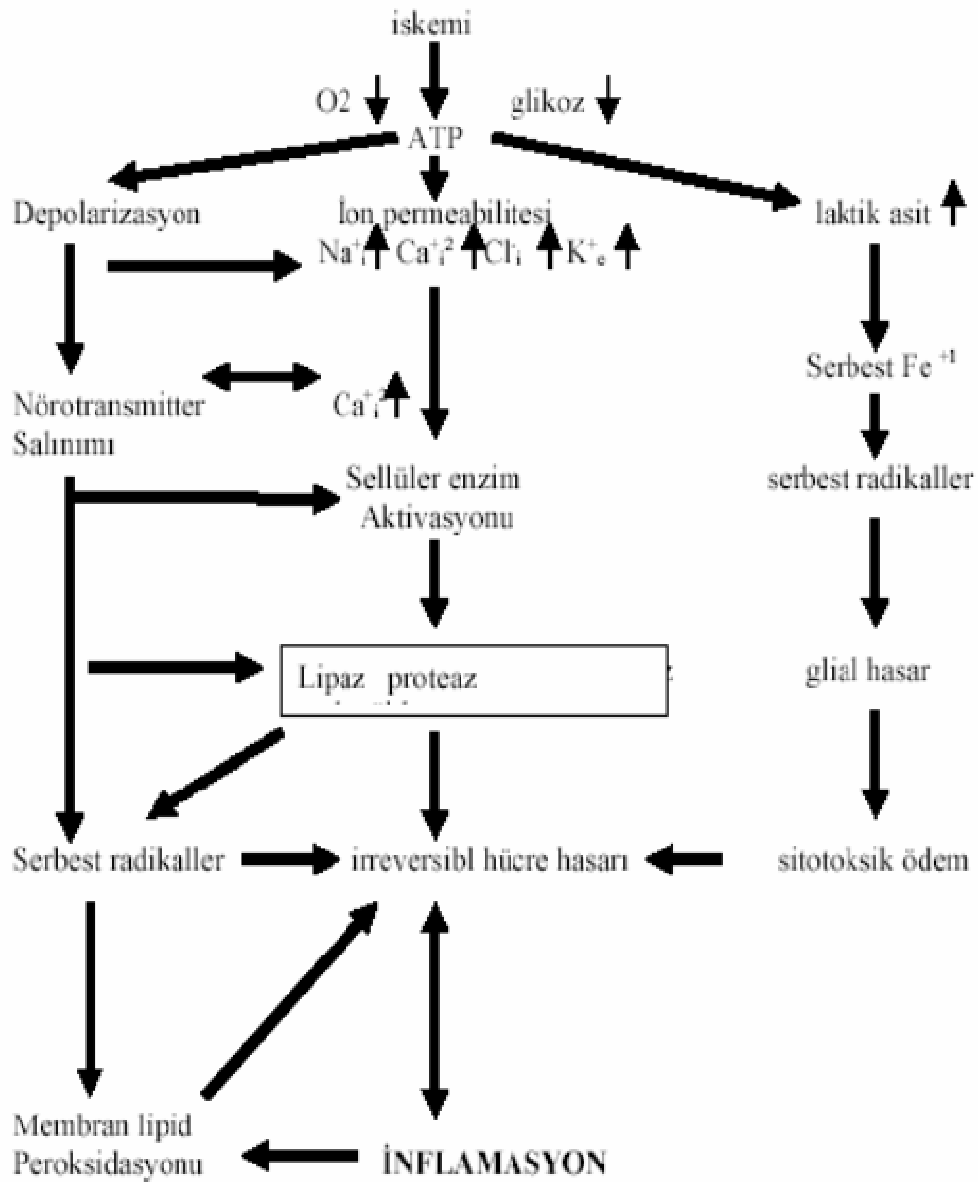 iskemi
O2 glikoz
ATP
Depolarizasyon İon permeabilitesi laktik asit
Na⁺ᵢ Ca⁺ᵢ² Cl⁻ᵢ K⁺ₑ
Serbest Fe ⁺¹
Nörotransmitter Ca⁺ᵢ²
Salınımı
Sellüler enzim serbest radikaller
Aktivasyonu
Lipaz proteaz glial hasar
Serbest radikaller irreversibl hücre hasarı sitotoksik ödem
Membran lipid
Peroksidasyonu İNFLAMASYON